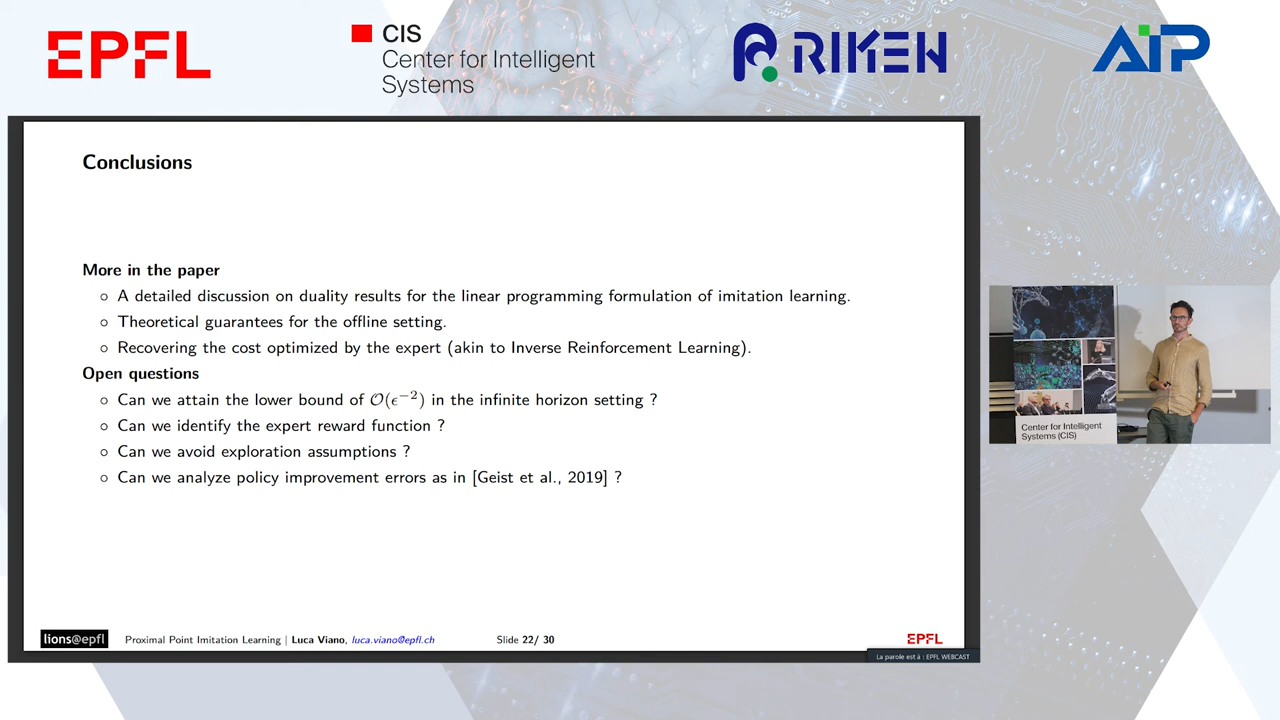 EPFL
CIS
Center for Intelligent
Systems
RIKEN
AIP
Conclusions
More in the paper
○ A detailed discussion on duality results for the linear programming formulation of imitation learning.
○ Theoretical guarantees for the offline setting.
○ Recovering the cost optimized by the expert (akin to Inverse Reinforcement Learning).
Open questions
○ Can we attain the lower bound of 𝒪(ϵ⁻²) in the infinite horizon setting ?
○ Can we identify the expert reward function ?
○ Can we avoid exploration assumptions ?
○ Can we analyze policy improvement errors as in [Geist et al., 2019] ?
Center for Intelligent
Systems (CIS)
lions@epfl
Proximal Point Imitation Learning | Luca Viano, luca.viano@epfl.ch
Slide 22/ 30
EPFL
La parole est à : EPFL WEBCAST